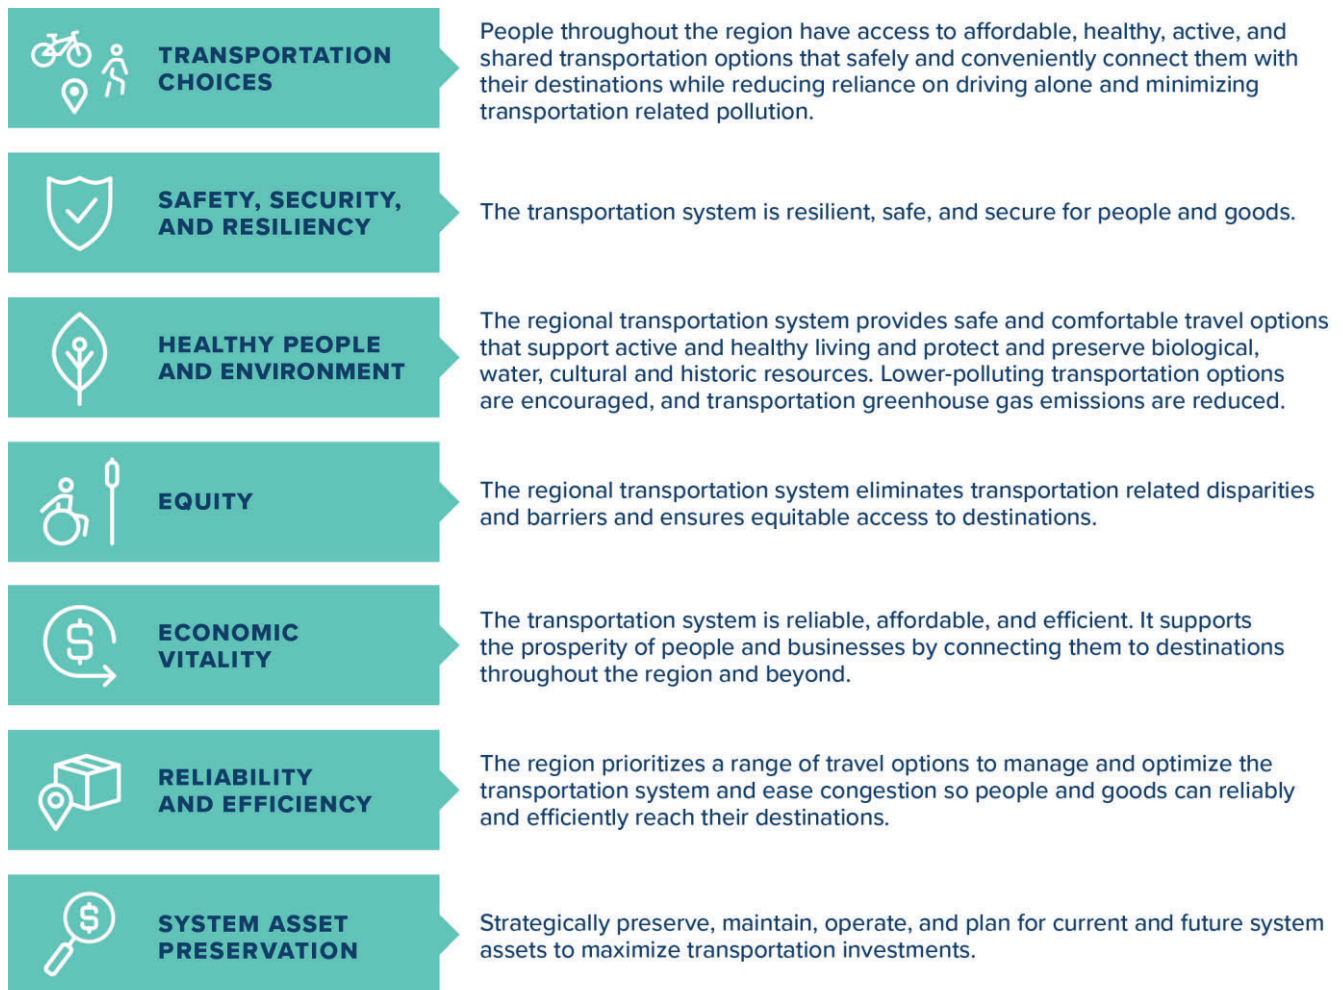 TRANSPORTATION
CHOICES
People throughout the region have access to affordable, healthy, active, and
shared transportation options that safely and conveniently connect them with
their destinations while reducing reliance on driving alone and minimizing
transportation related pollution.
SAFETY, SECURITY,
AND RESILIENCY
The transportation system is resilient, safe, and secure for people and goods.
HEALTHY PEOPLE
AND ENVIRONMENT
The regional transportation system provides safe and comfortable travel options
that support active and healthy living and protect and preserve biological,
water, cultural and historic resources. Lower-polluting transportation options
are encouraged, and transportation greenhouse gas emissions are reduced.
EQUITY
The regional transportation system eliminates transportation related disparities
and barriers and ensures equitable access to destinations.
ECONOMIC
VITALITY
The transportation system is reliable, affordable, and efficient. It supports
the prosperity of people and businesses by connecting them to destinations
throughout the region and beyond.
RELIABILITY
AND EFFICIENCY
The region prioritizes a range of travel options to manage and optimize the
transportation system and ease congestion so people and goods can reliably
and efficiently reach their destinations.
SYSTEM ASSET
PRESERVATION
Strategically preserve, maintain, operate, and plan for current and future system
assets to maximize transportation investments.